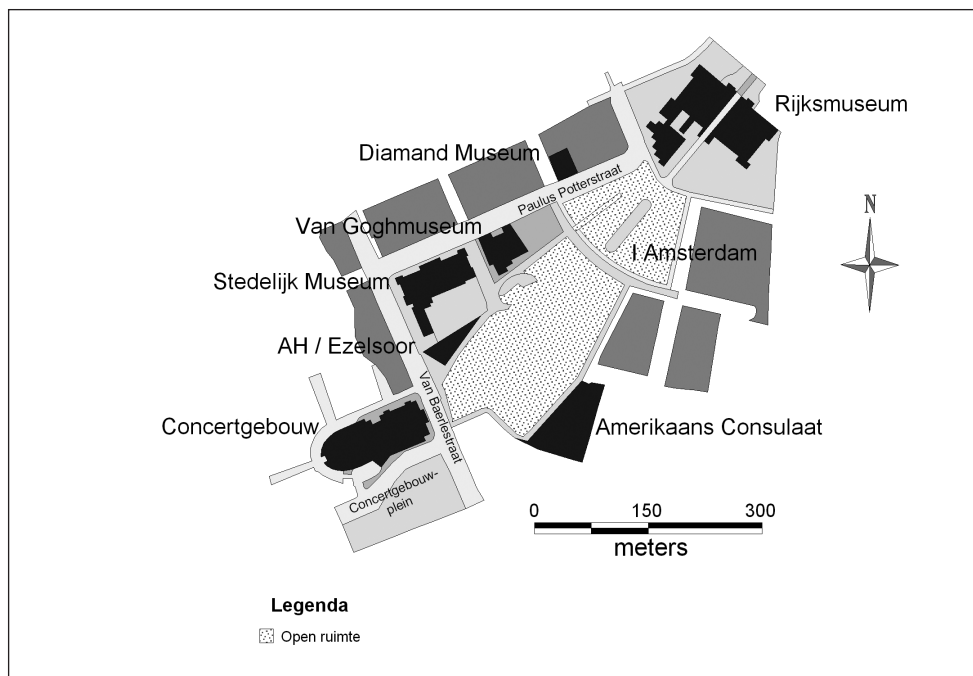 Rijksmuseum
Diamand Museum
Paulus Potterstraat
Van Goghmuseum
N
I Amsterdam
Stedelijk Museum
AH / Ezelsoor
Van Baerlestraat
Concertgebouw
Amerikaans Consulaat
Concertgebouw-
plein
0 150 300
meters
Legenda
Open ruimte